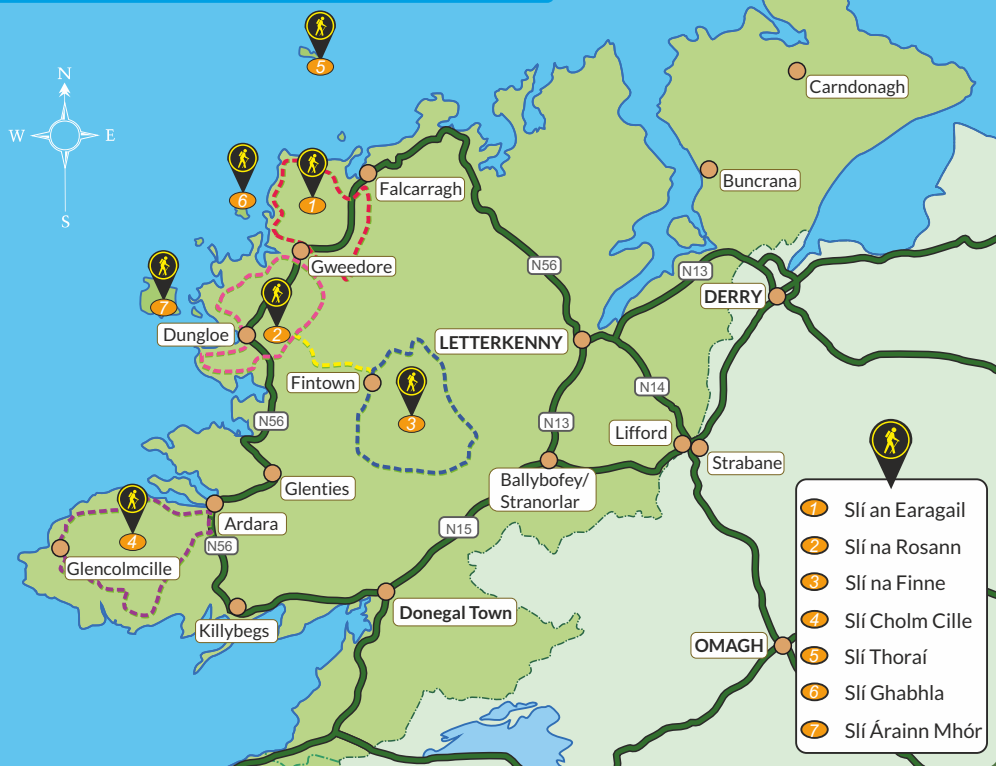 5
Carndonagh
N
W E
S
6
1
Falcarragh
Buncrana
Gweedore
N56
N13
7
DERRY
Dungloe
2
LETTERKENNY
Fintown
3
N14
N56
N13
Lifford
Strabane
Glenties
Ballybofey/
Stranorlar
4
Ardara
N56
N15
Glencolmcille
Killybegs
Donegal Town
OMAGH
1 Slí an Earagail
2 Slí na Rosann
3 Slí na Finne
4 Slí Cholm Cille
5 Slí Thoraí
6 Slí Ghabhla
7 Slí Árainn Mhór